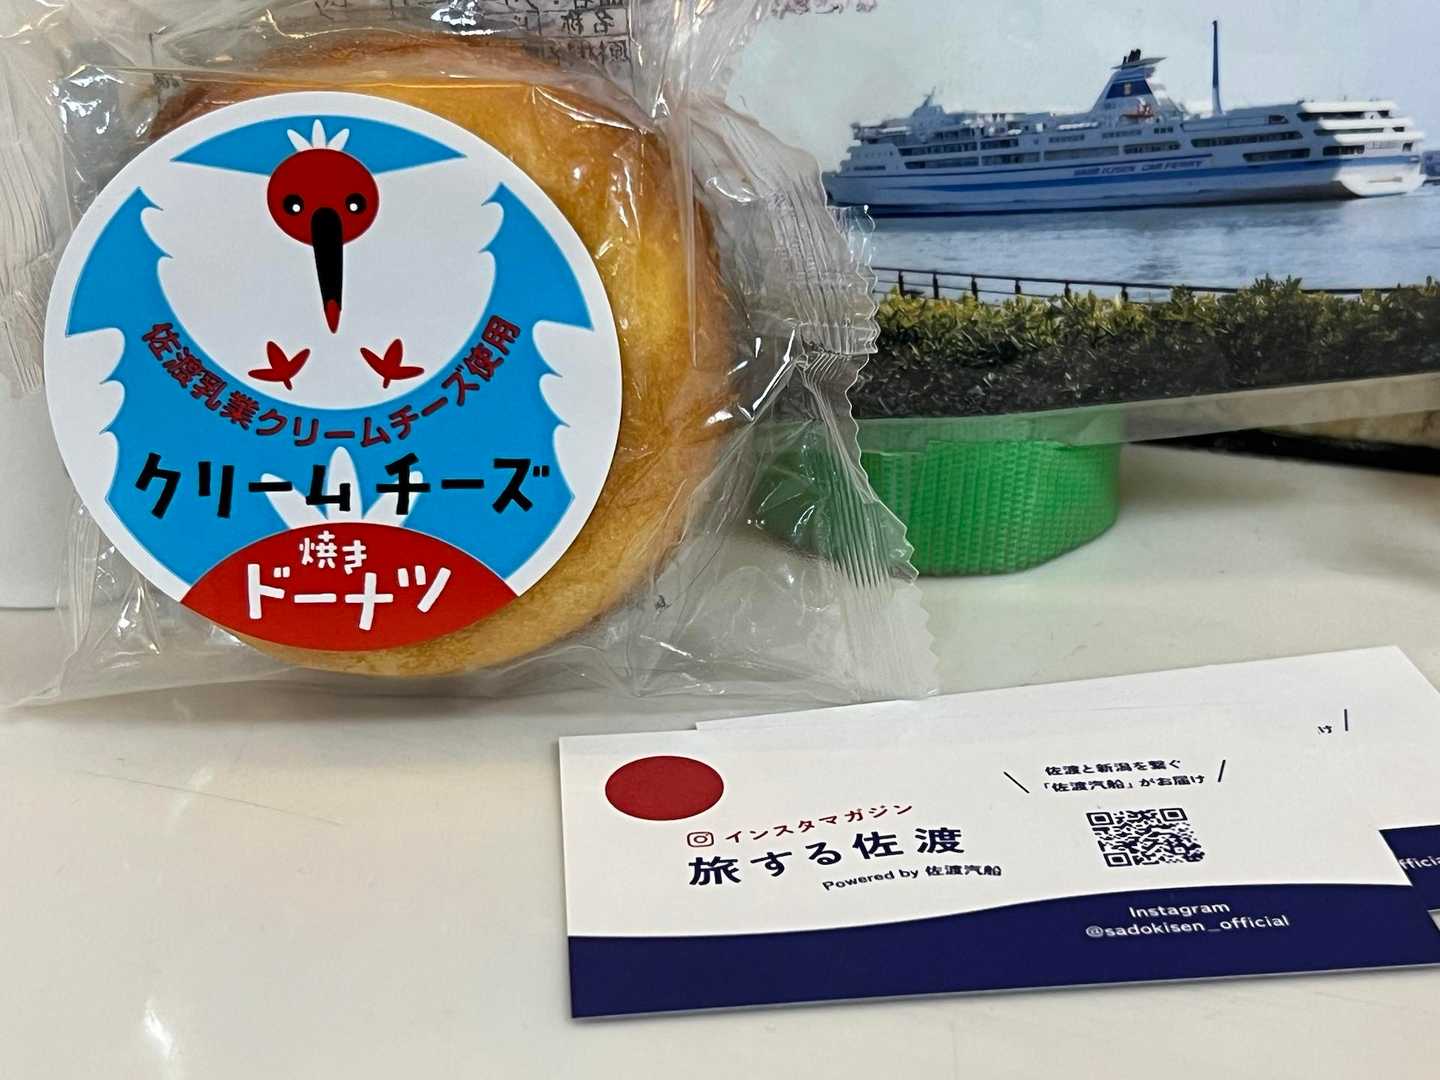 佐渡乳業クリームチーズ使用
クリームチーズ
焼き
ドーナツ
SADO KISEN CAR FERRY
インスタマガジン
旅する佐渡
Powered by 佐渡汽船
\ 佐渡と新潟を繋ぐ /
「佐渡汽船」がお届け
Instagram
@sadokisen_official
け /